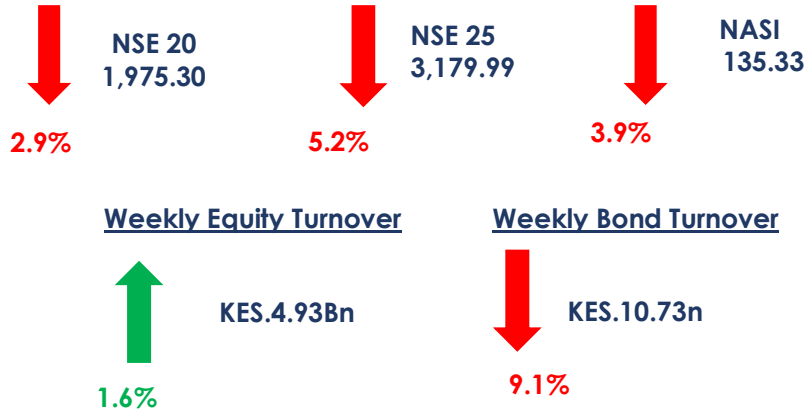 NSE 20
1,975.30
2.9%
NSE 25
3,179.99
5.2%
NASI
135.33
3.9%
Weekly Equity Turnover
KES.4.93Bn
1.6%
Weekly Bond Turnover
KES.10.73n
9.1%